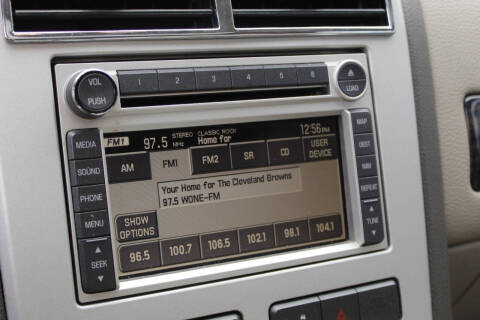 VOL
PUSH
1 2 3 4 5 6
LOAD
MEDIA
SOUND
PHONE
MENU
SEEK
FM1 97.5 MHz STEREO CLASSIC ROCK
Home for
12:56
AM FM1 FM2 SR CD USER DEVICE
Your Home for The Cleveland Browns
97.5 WONE-FM
SHOW OPTIONS
96.5 100.7 106.5 102.1 98.1 104.1
MAP
DEST
NAV
REPEAT
TUNE